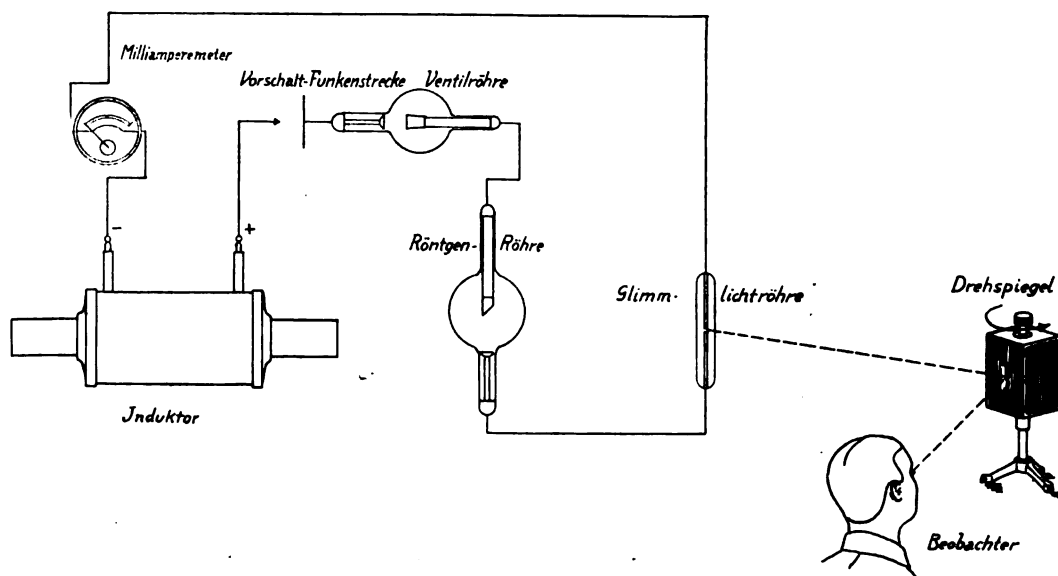 Milliamperemeter
Vorschalt-Funkenstrecke Ventilröhre
- +
Röntgen- Röhre
Glimm- lichtröhre
Drehspiegel
Induktor
Beobachter